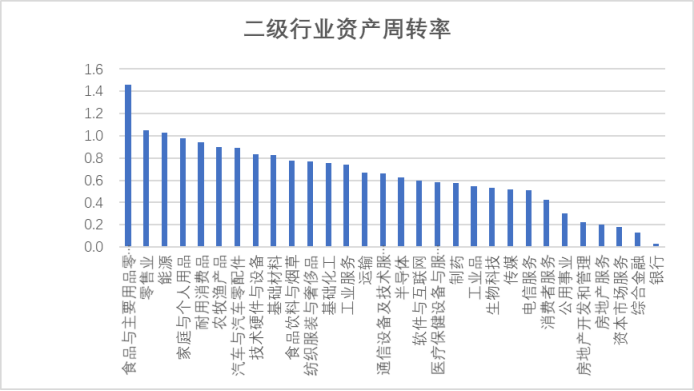 二级行业资产周转率
1.6
1.4
1.2
1.0
0.8
0.6
0.4
0.2
0.0
食品与主要用品零…
零售业
能源
家庭与个人用品
耐用消费品
农牧渔产品
汽车与汽车零配件
技术硬件与设备
基础材料
食品饮料与烟草
纺织服装与奢侈品
基础化工
工业服务
运输
通信设备及技术服…
半导体
软件与互联网
医疗保健设备与服…
制药
工业品
生物科技
传媒
电信服务
消费者服务
公用事业
房地产开发和管理
房地产服务
资本市场服务
综合金融
银行